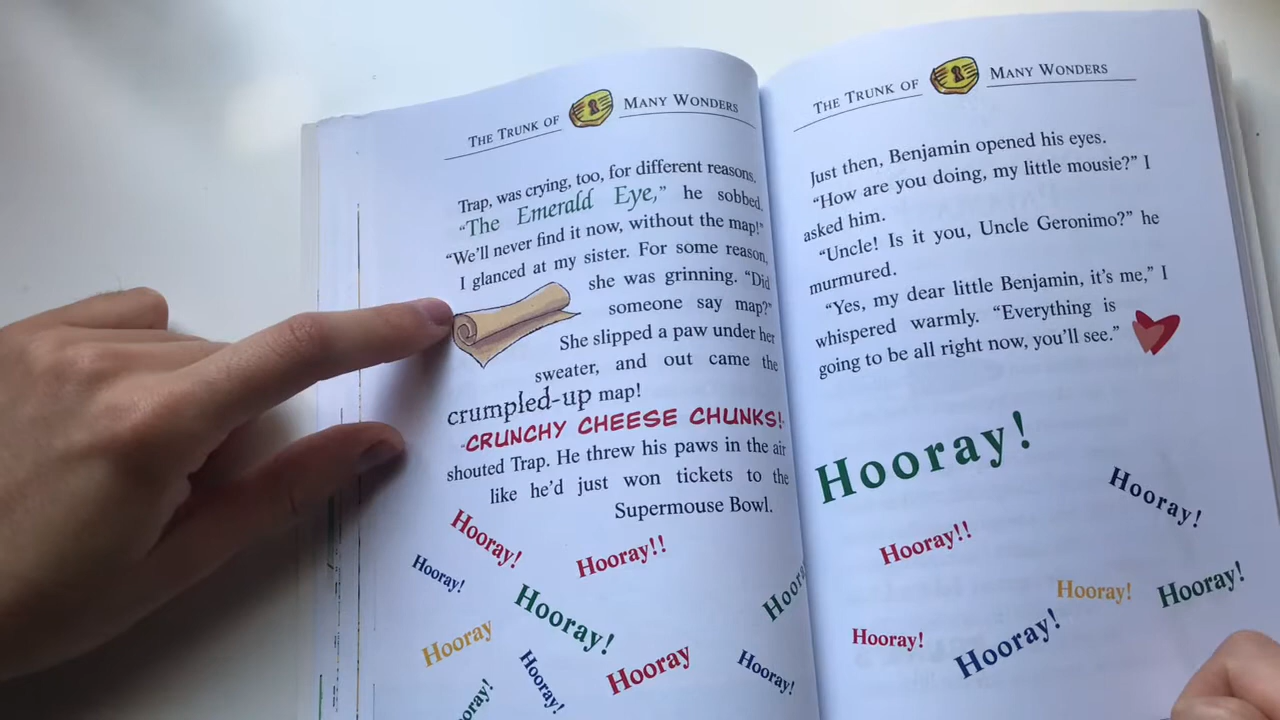 THE TRUNK OF MANY WONDERS
Trap, was crying, too, for different reasons.
“The Emerald Eye,” he sobbed.
“We’ll never find it now, without the map!”
I glanced at my sister. For some reason,
she was grinning. “Did
someone say map?”
She slipped a paw under her
sweater, and out came the
crumpled-up map!
“CRUNCHY CHEESE CHUNKS!”
shouted Trap. He threw his paws in the air
like he’d just won tickets to the
Supermouse Bowl.
Hooray!
Hooray!!
Hooray!
Hooray!
Hooray
Hooray!
Hooray
Hooray!
THE TRUNK OF MANY WONDERS
Just then, Benjamin opened his eyes.
“How are you doing, my little mousie?” I
asked him.
“Uncle! Is it you, Uncle Geronimo?” he
murmured.
“Yes, my dear little Benjamin, it’s me,” I
whispered warmly. “Everything is
going to be all right now, you’ll see.”
Hooray!
Hooray!
Hooray!!
Hooray!
Hooray!
Hooray!
Hooray!